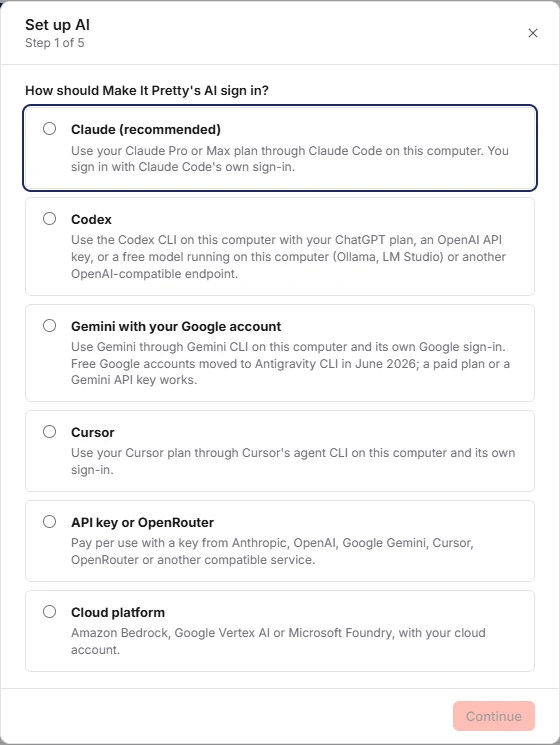 Set up AI
Step 1 of 5
How should Make It Pretty's AI sign in?
Claude (recommended)
Use your Claude Pro or Max plan through Claude Code on this computer. You
sign in with Claude Code's own sign-in.
Codex
Use the Codex CLI on this computer with your ChatGPT plan, an OpenAI API
key, or a free model running on this computer (Ollama, LM Studio) or another
OpenAI-compatible endpoint.
Gemini with your Google account
Use Gemini through Gemini CLI on this computer and its own Google sign-in.
Free Google accounts moved to Antigravity CLI in June 2026; a paid plan or a
Gemini API key works.
Cursor
Use your Cursor plan through Cursor's agent CLI on this computer and its own
sign-in.
API key or OpenRouter
Pay per use with a key from Anthropic, OpenAI, Google Gemini, Cursor,
OpenRouter or another compatible service.
Cloud platform
Amazon Bedrock, Google Vertex AI or Microsoft Foundry, with your cloud
account.
Continue